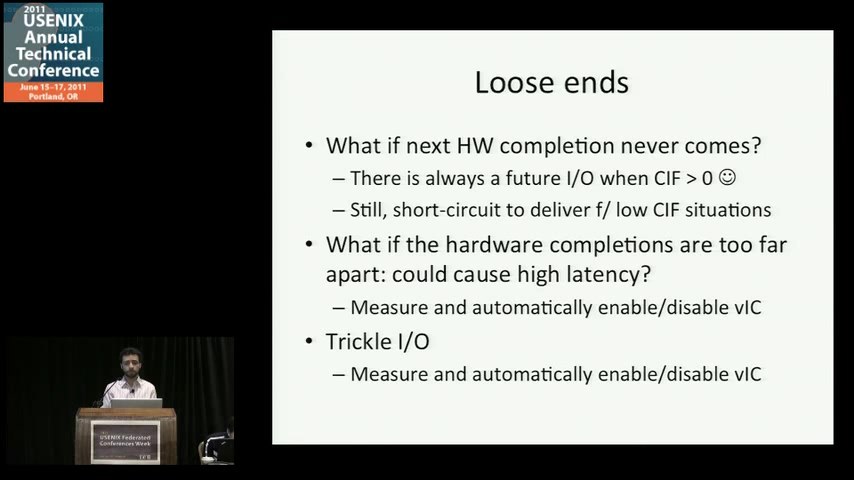 2011
USENIX
Annual
Technical
Conference
June 15–17, 2011
Portland, OR
Loose ends
• What if next HW completion never comes?
– There is always a future I/O when CIF > 0 ☺
– Still, short-circuit to deliver f/ low CIF situations
• What if the hardware completions are too far
apart: could cause high latency?
– Measure and automatically enable/disable vIC
• Trickle I/O
– Measure and automatically enable/disable vIC
USENIX Federated
Conferences Week